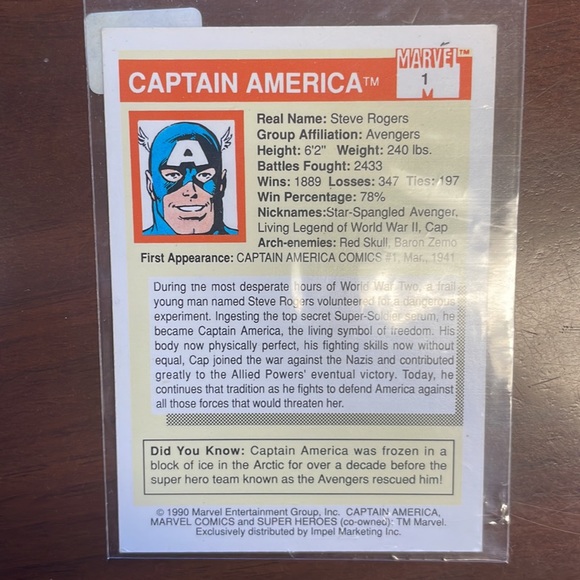 MARVEL™
CAPTAIN AMERICA™
1
M
A
Real Name: Steve Rogers
Group Affiliation: Avengers
Height: 6'2" Weight: 240 lbs.
Battles Fought: 2433
Wins: 1889 Losses: 347 Ties: 197
Win Percentage: 78%
Nicknames:Star-Spangled Avenger,
Living Legend of World War II, Cap
Arch-enemies: Red Skull, Baron Zemo
First Appearance: CAPTAIN AMERICA COMICS #1, Mar., 1941
During the most desperate hours of World War Two, a frail
young man named Steve Rogers volunteered for a dangerous
experiment. Ingesting the top secret Super-Soldier serum, he
became Captain America, the living symbol of freedom. His
body now physically perfect, his fighting skills now without
equal, Cap joined the war against the Nazis and contributed
greatly to the Allied Powers' eventual victory. Today, he
continues that tradition as he fights to defend America against
all those forces that would threaten her.
Did You Know: Captain America was frozen in a
block of ice in the Arctic for over a decade before the
super hero team known as the Avengers rescued him!
© 1990 Marvel Entertainment Group, Inc. CAPTAIN AMERICA,
MARVEL COMICS and SUPER HEROES (co-owned): TM Marvel.
Exclusively distributed by Impel Marketing Inc.